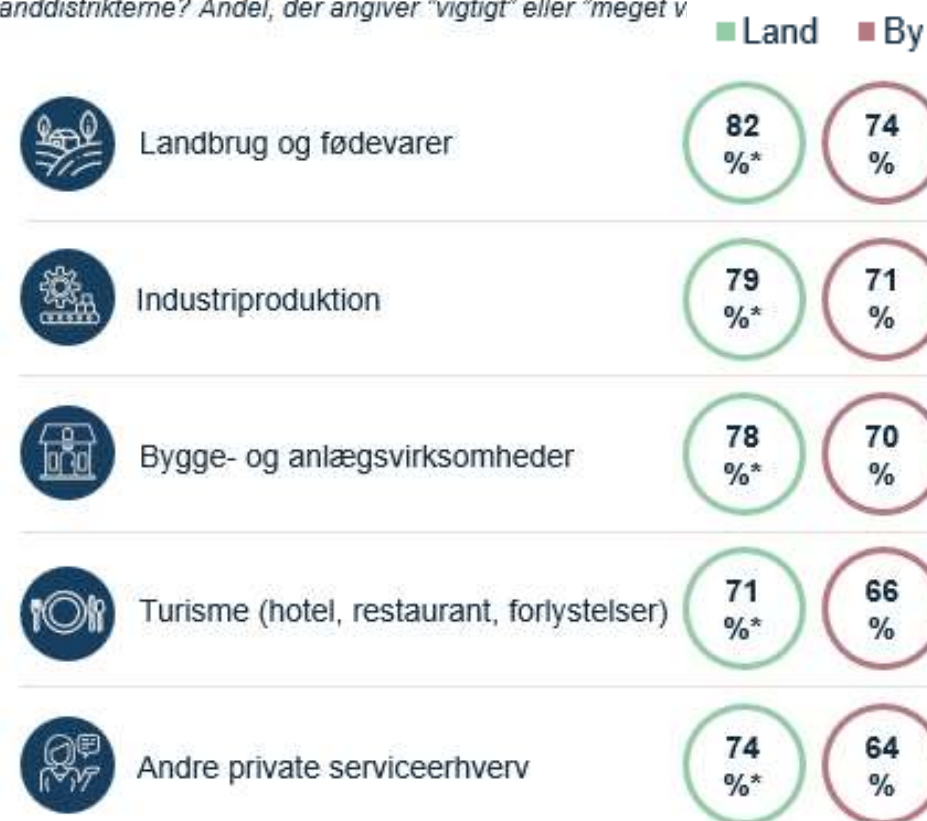 anddistrikterne? Andel, der angiver "vigtigt" eller "meget v
Land By
Landbrug og fødevarer 82 %* 74 %
Industriproduktion 79 %* 71 %
Bygge- og anlægsvirksomheder 78 %* 70 %
Turisme (hotel, restaurant, forlystelser) 71 %* 66 %
Andre private serviceerhverv 74 %* 64 %